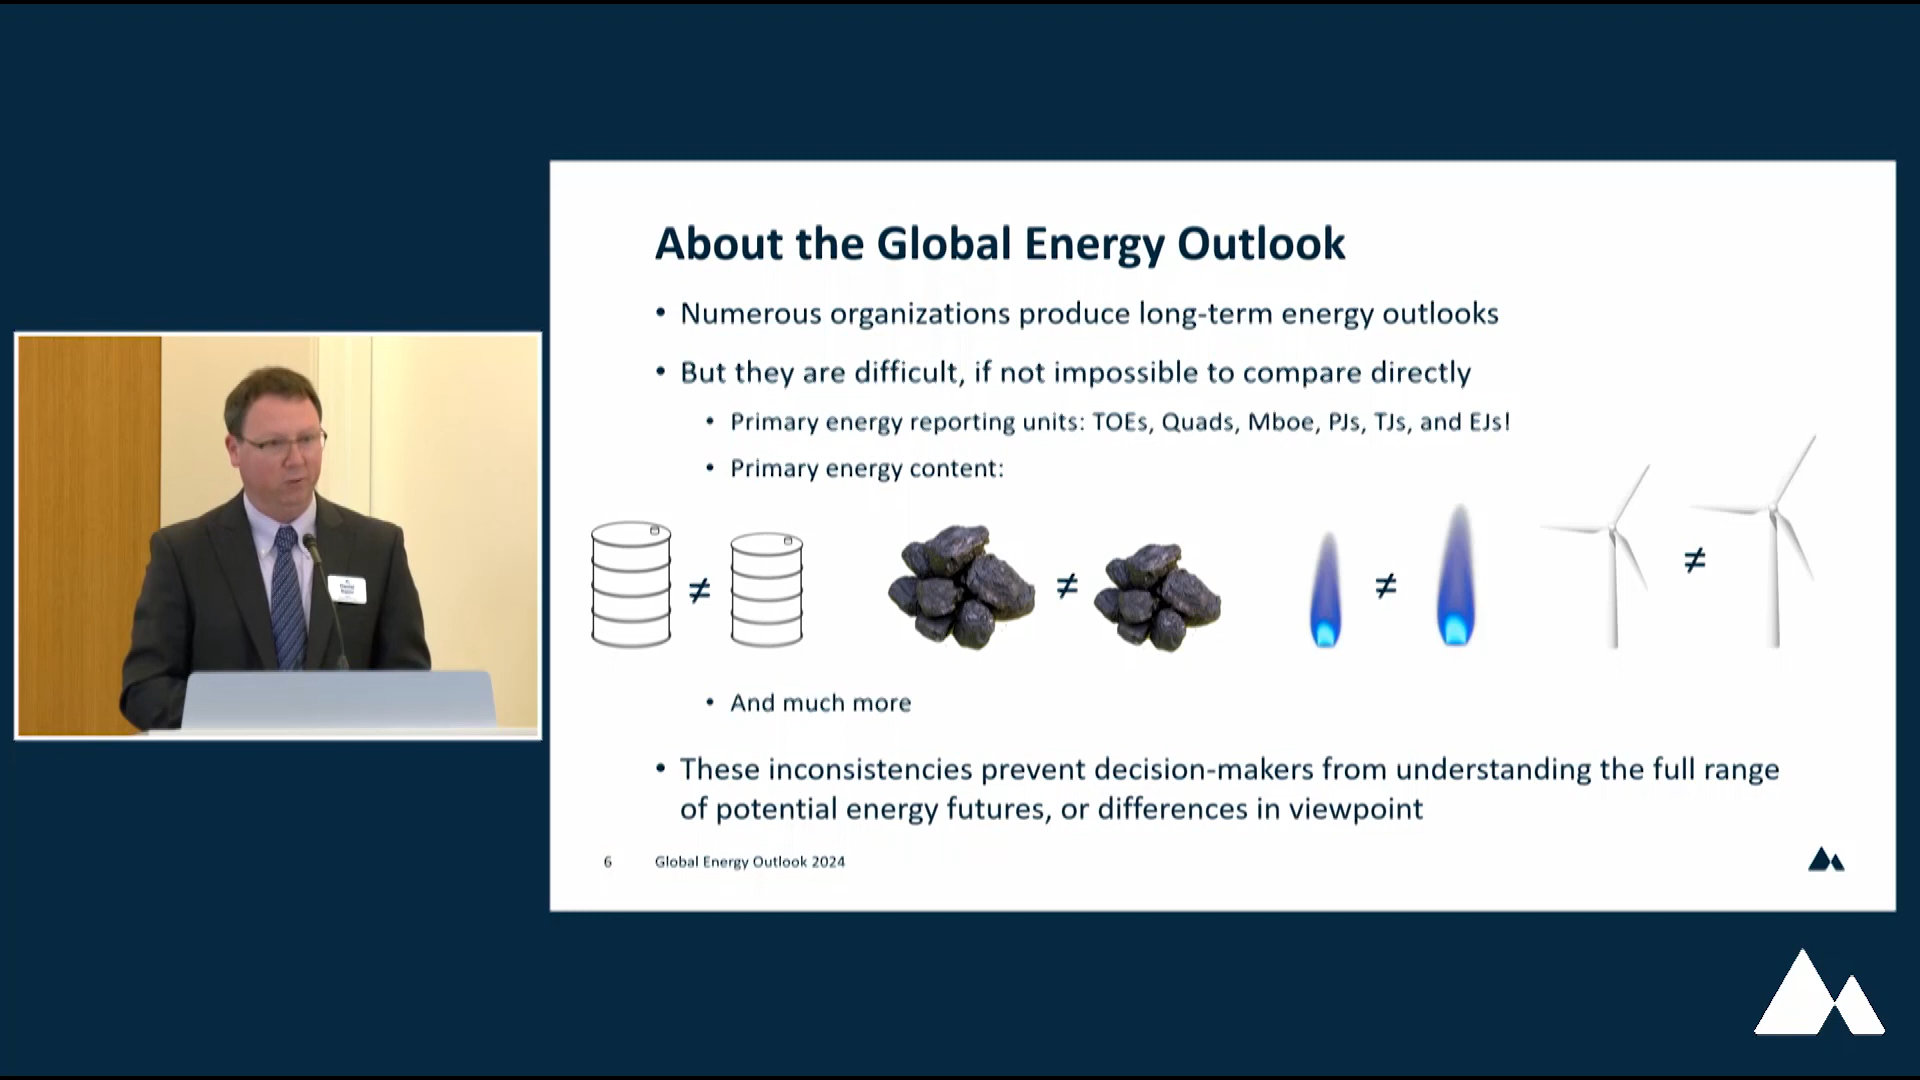 About the Global Energy Outlook
• Numerous organizations produce long-term energy outlooks
• But they are difficult, if not impossible to compare directly
• Primary energy reporting units: TOEs, Quads, Mboe, PJs, TJs, and EJs!
• Primary energy content:
≠ ≠ ≠ ≠
• And much more
• These inconsistencies prevent decision-makers from understanding the full range
of potential energy futures, or differences in viewpoint
6 Global Energy Outlook 2024